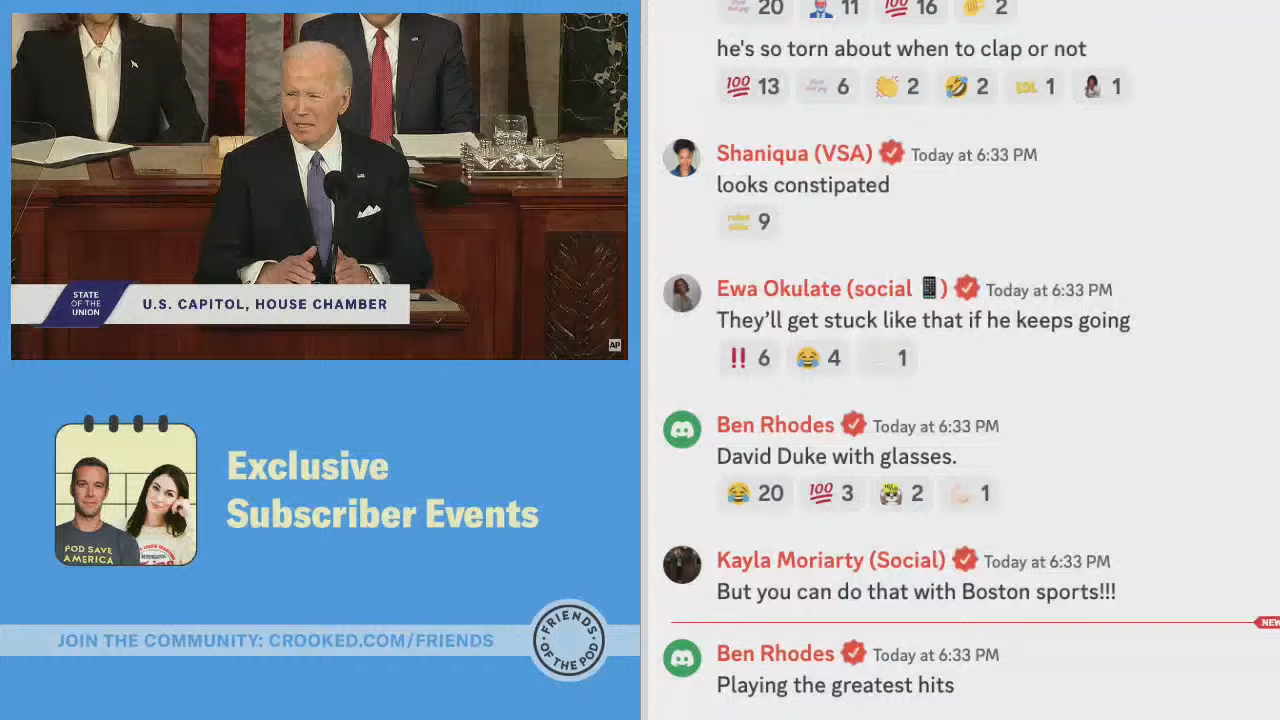 STATE
OF THE
UNION
U.S. CAPITOL, HOUSE CHAMBER
AP
POD SAVE
AMERICA
Exclusive
Subscriber Events
JOIN THE COMMUNITY: CROOKED.COM/FRIENDS
FRIENDS
OF THE POD
20 11 100 16 2
he's so torn about when to clap or not
100 13 6 2 2 LOL 1 1
Shaniqua (VSA) Today at 6:33 PM
looks constipated
9
Ewa Okulate (social 📱) Today at 6:33 PM
They’ll get stuck like that if he keeps going
‼️ 6 😂 4 1
Ben Rhodes Today at 6:33 PM
David Duke with glasses.
😂 20 100 3 2 1
Kayla Moriarty (Social) Today at 6:33 PM
But you can do that with Boston sports!!!
NEW
Ben Rhodes Today at 6:33 PM
Playing the greatest hits